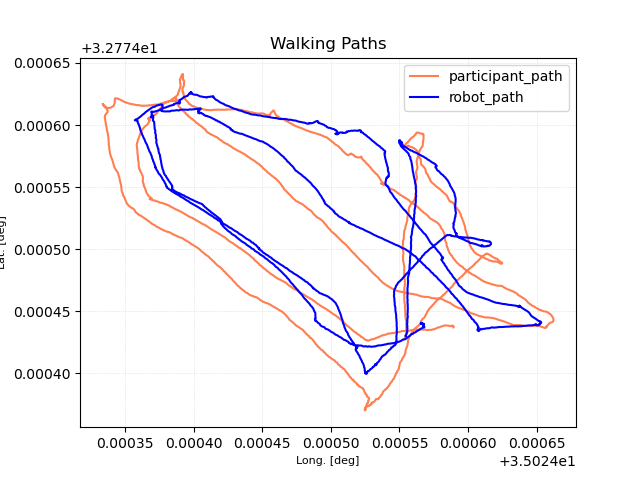 Walking Paths
+3.2774e1
participant_path
robot_path
0.00065
0.00060
0.00055
0.00050
0.00045
0.00040
Lat. [deg]
0.00035 0.00040 0.00045 0.00050 0.00055 0.00060 0.00065
Long. [deg]
+3.5024e1